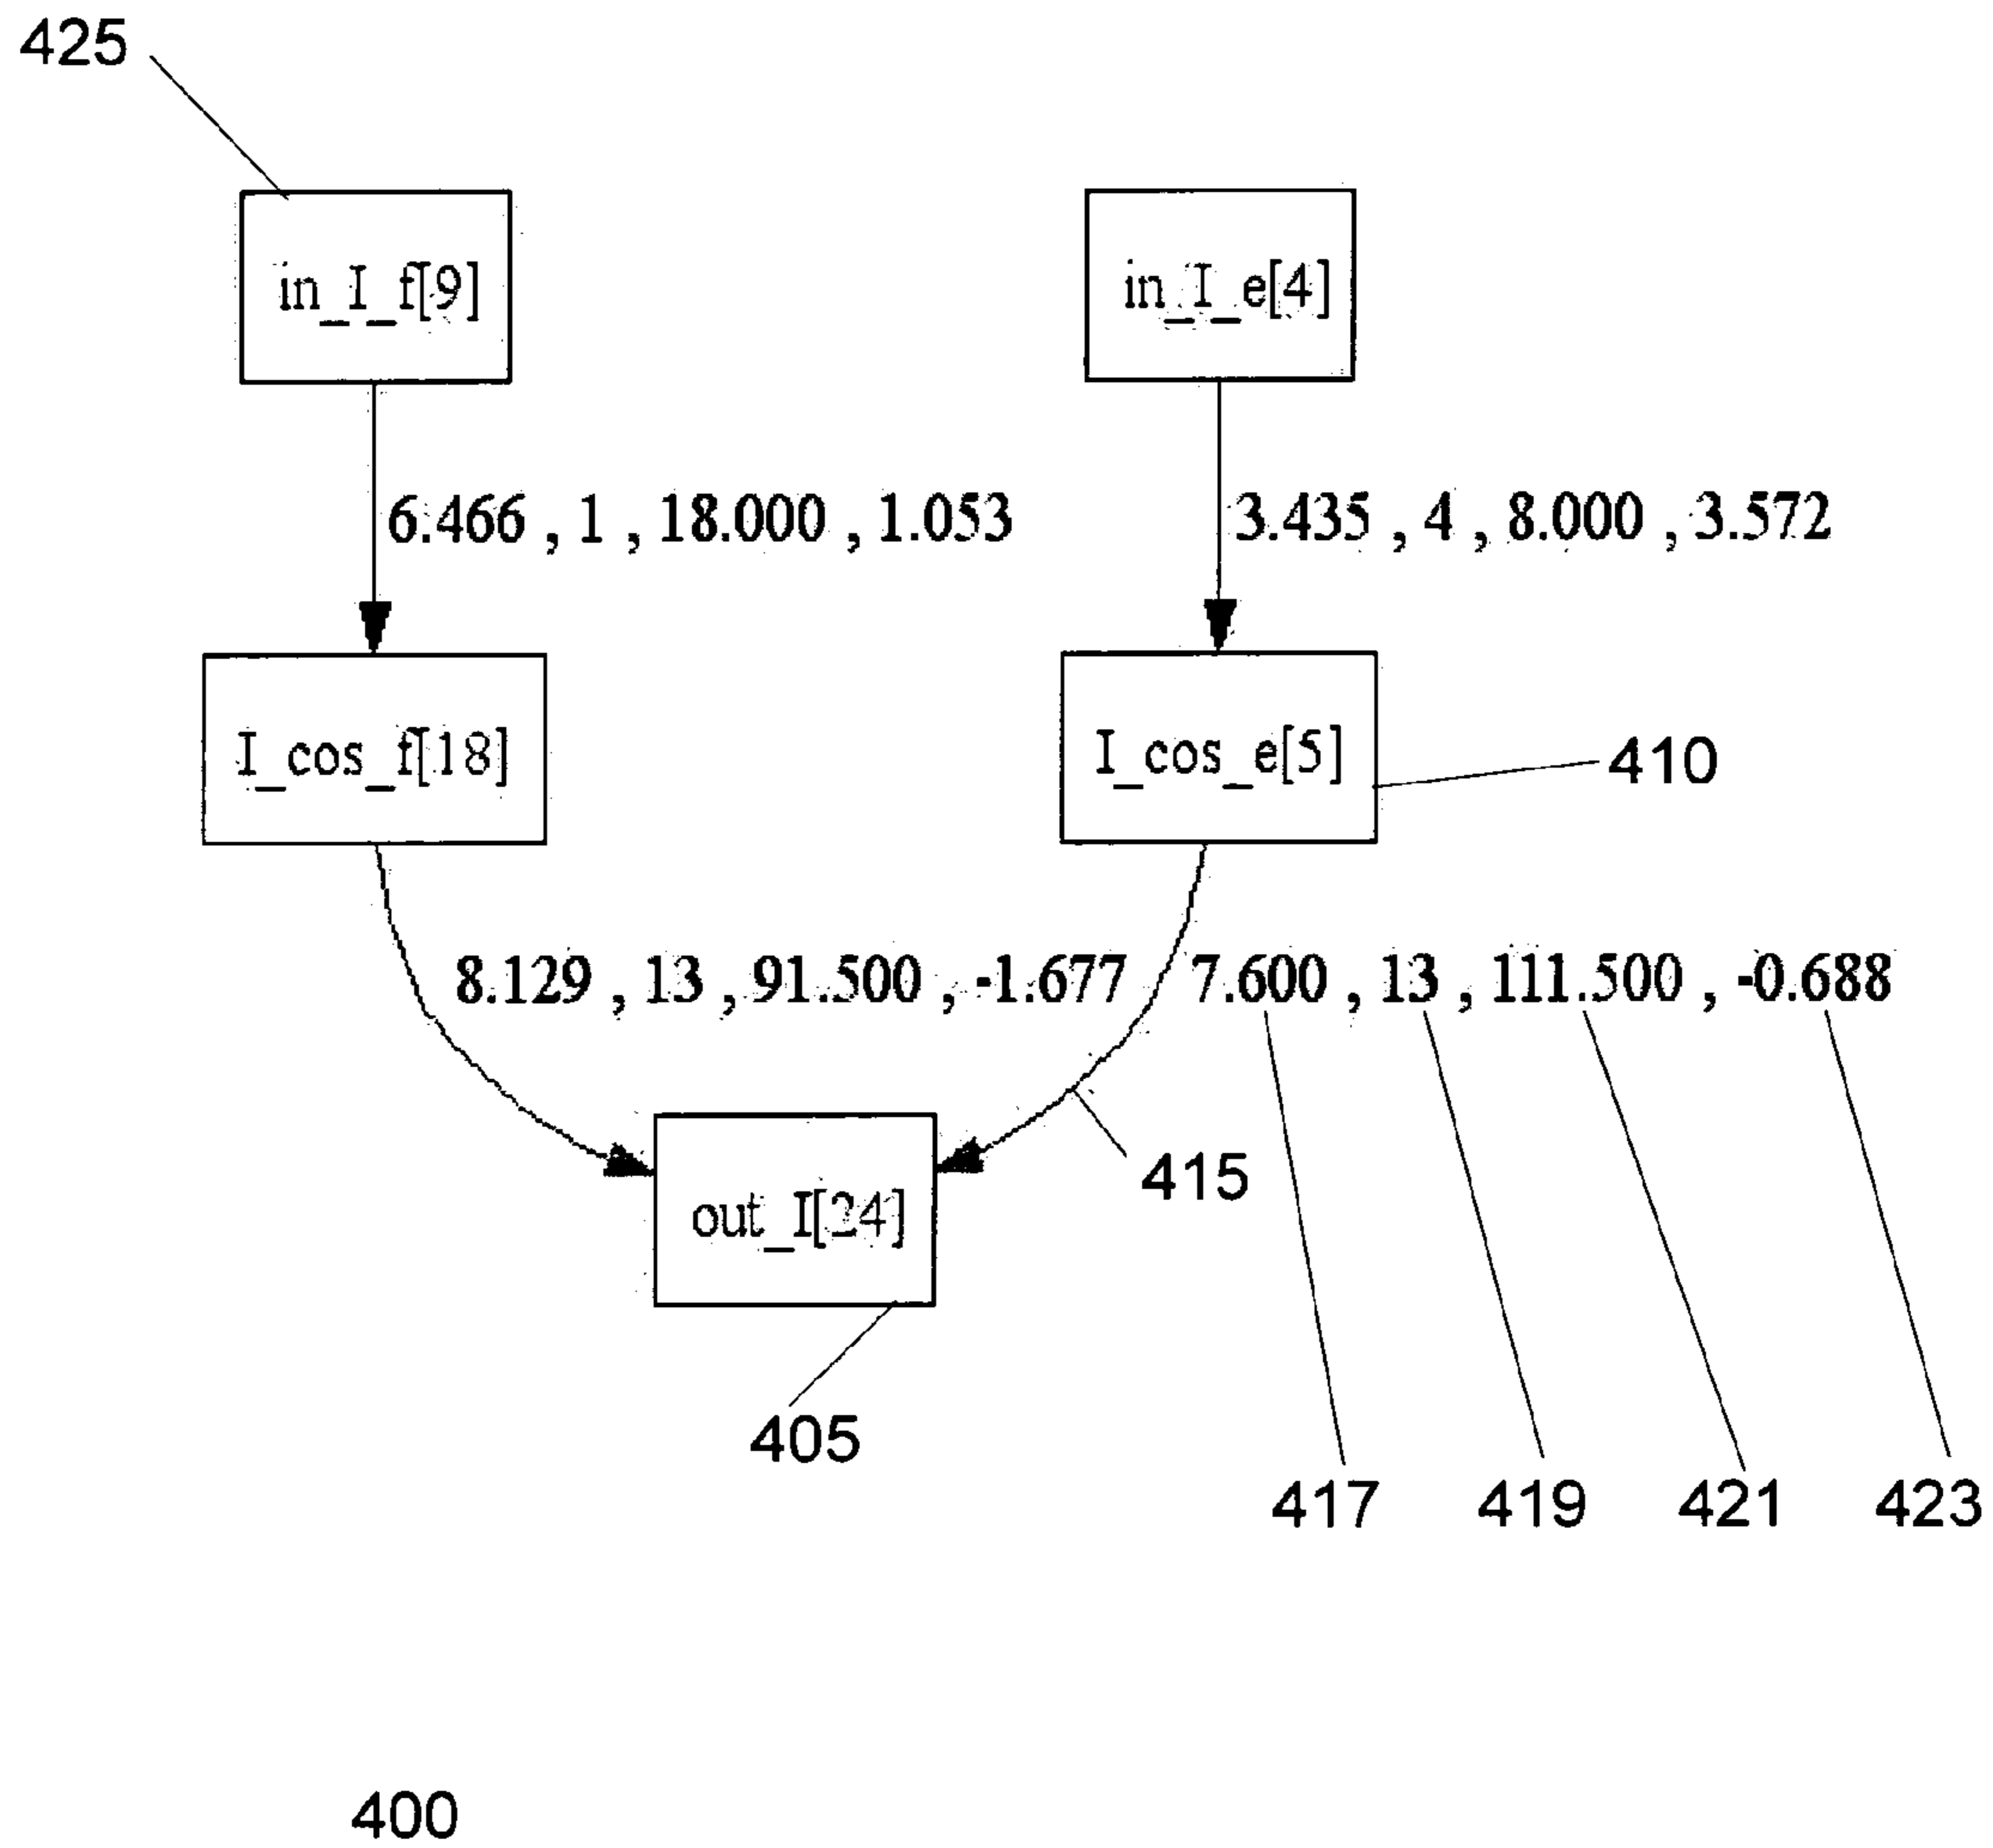 425
in_I_f[9]
in_I_e[4]
6.466 , 1 , 18.000 , 1.053
3.435 , 4 , 8.000 , 3.572
I_cos_f[18]
I_cos_e[5]
410
8.129 , 13 , 91.500 , -1.677
7.600 , 13 , 111.500 , -0.688
415
out_I[24]
405
417
419
421
423
400